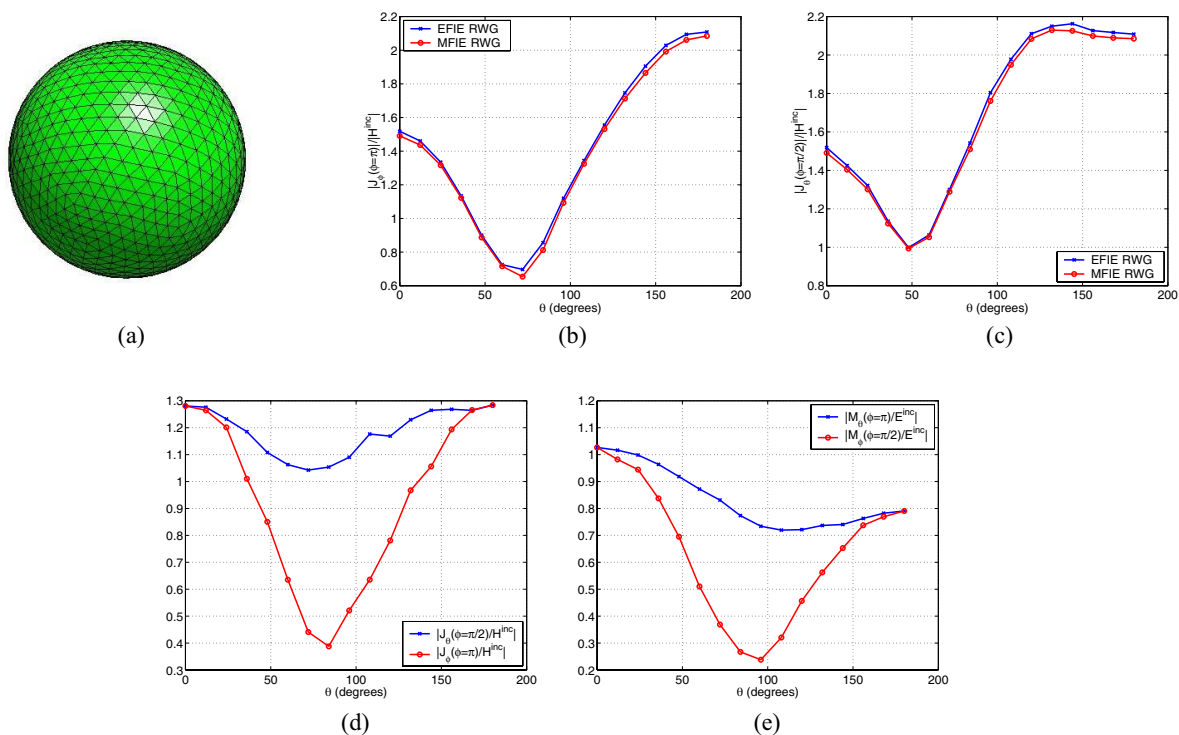 2.2
2
1.8
1.6
1.4
1.2
1
0.8
0.6
|J_ϕ(ϕ=π)|/|H^inc|
EFIE RWG
MFIE RWG
0 50 100 150 200
θ (degrees)
2.2
2
1.8
1.6
1.4
1.2
1
2.8
|J_θ(ϕ=π/2)|/|H^inc|
EFIE RWG
MFIE RWG
0 50 100 150 200
θ (degrees)
(a)
(b)
(c)
1.3
1.2
1.1
1
0.9
0.8
0.7
0.6
0.5
0.4
0.3
|J_θ(ϕ=π/2)/H^inc|
|J_ϕ(ϕ=π)/H^inc|
0 50 100 150 200
θ (degrees)
1.2
1.1
1
0.9
0.8
0.7
0.6
0.5
0.4
0.3
0.2
|M_θ(ϕ=π)/E^inc|
|M_ϕ(ϕ=π/2)/E^inc|
0 50 100 150 200
θ (degrees)
(d)
(e)